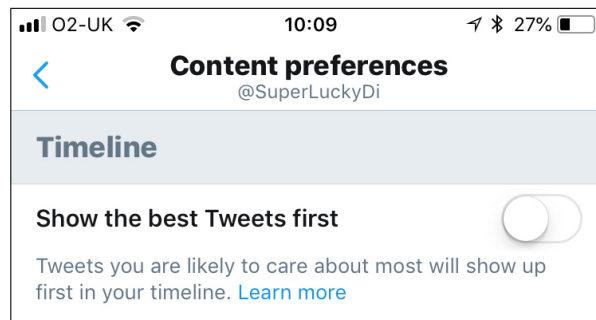 O2-UK 10:09 27%
Content preferences
@SuperLuckyDi
Timeline
Show the best Tweets first
Tweets you are likely to care about most will show up
first in your timeline. Learn more